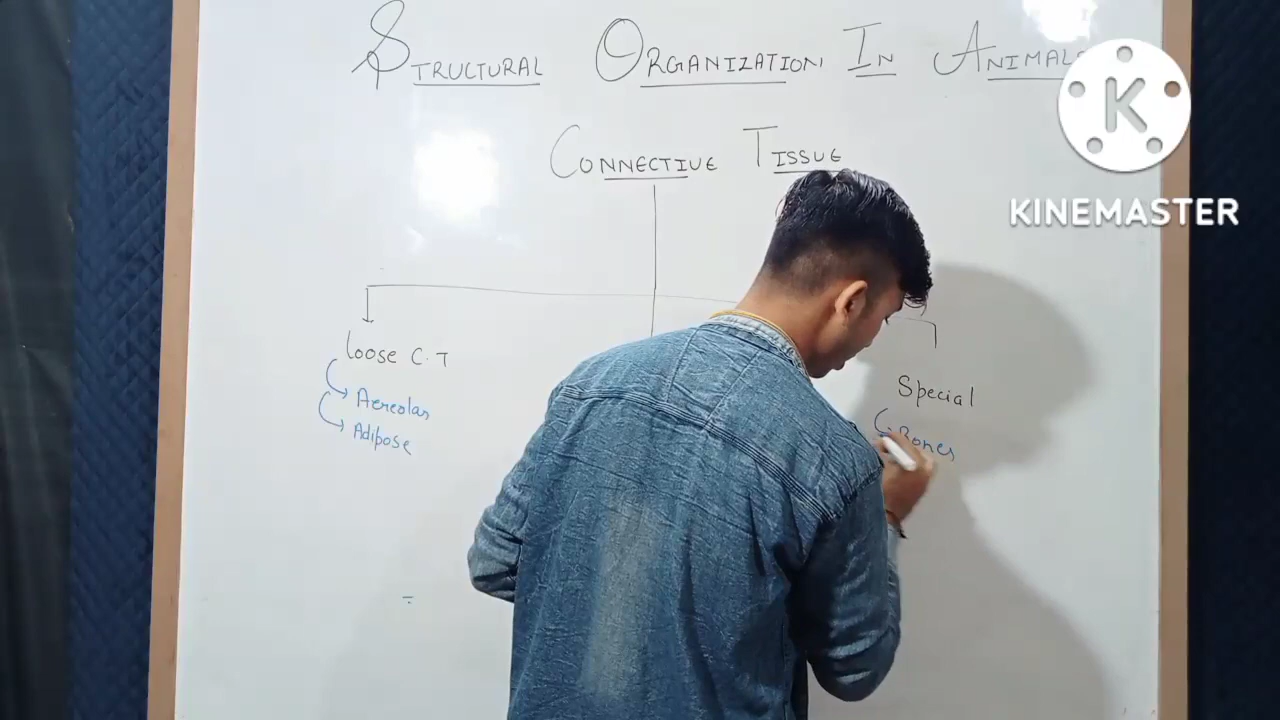 STRUCTURAL ORGANIZATION IN ANIMALS
KINEMASTER
CONNECTIVE TISSUE
loose C.T
Special
Aereolar
Bones
Adipose